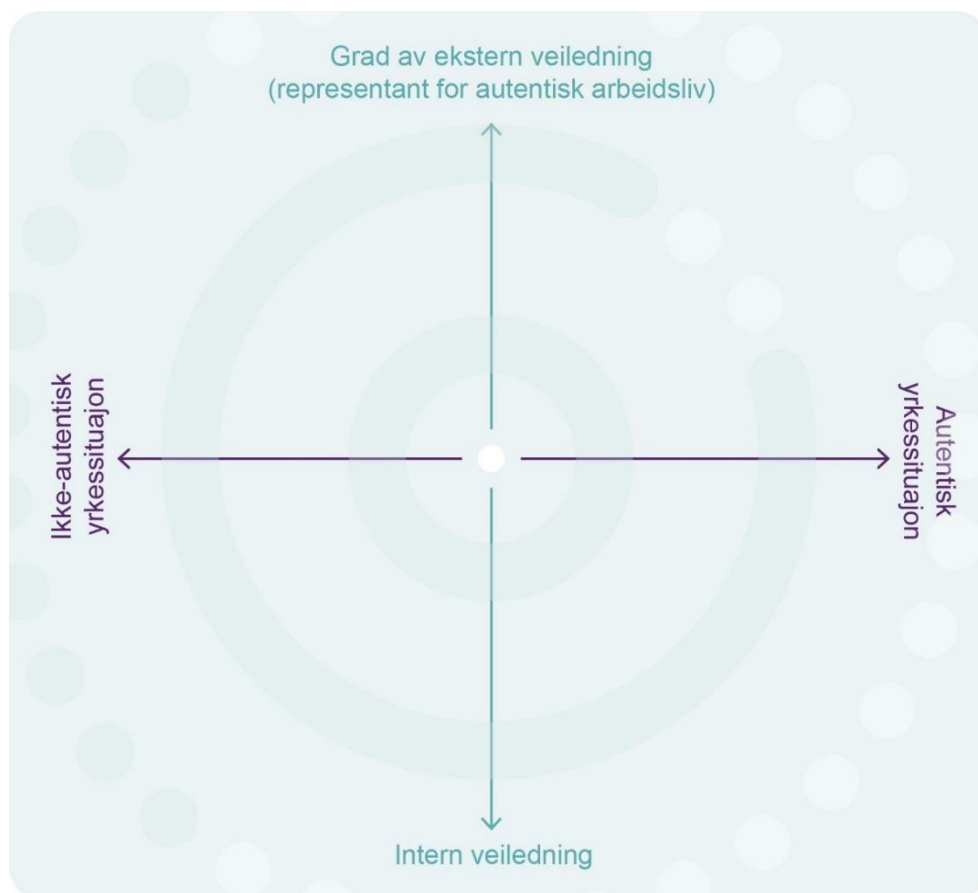 Grad av ekstern veiledning
(representant for autentisk arbeidsliv)
Ikke-autentisk
yrkessituajon
Autentisk
yrkessituajon
Intern veiledning